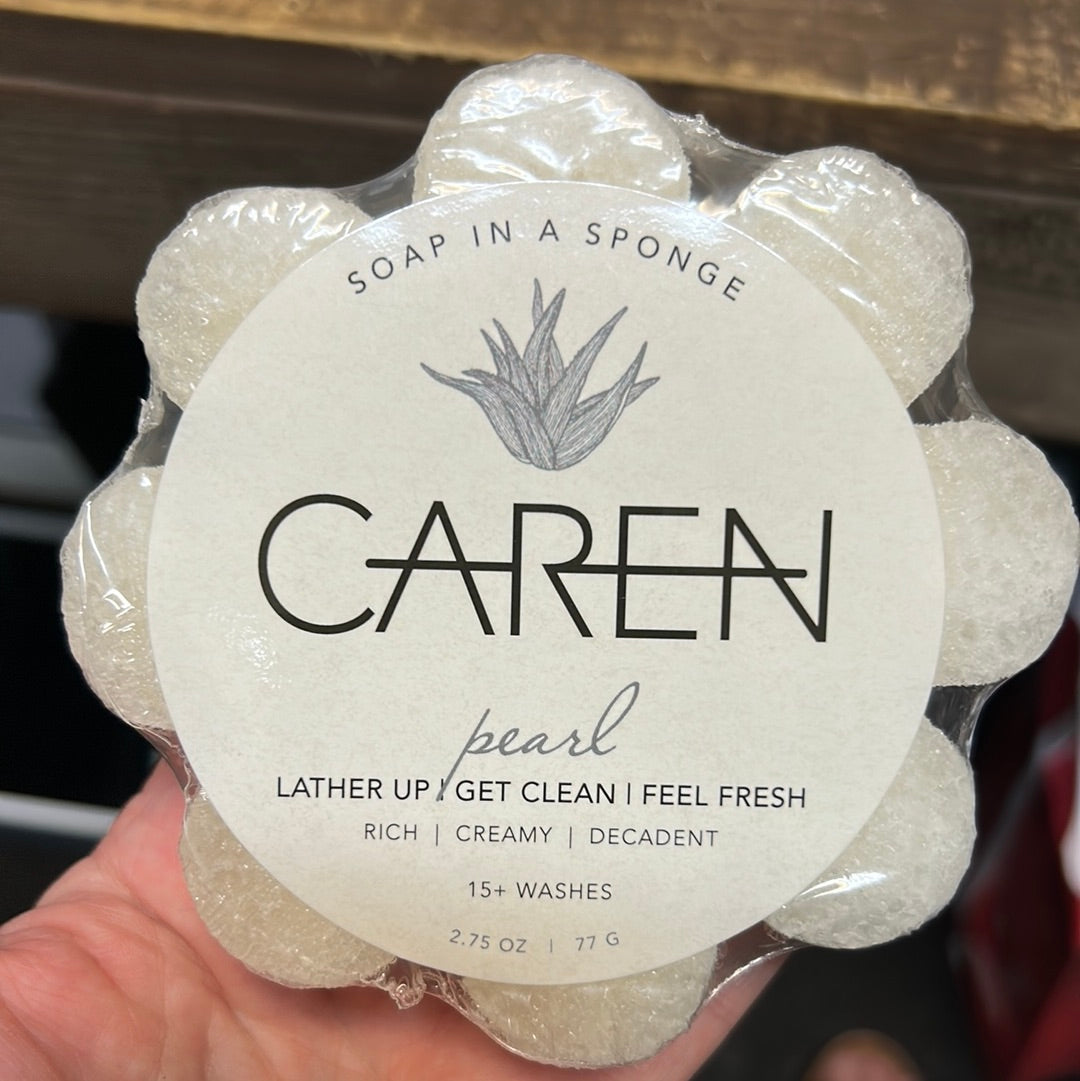 SOAP IN A SPONGE
CAREN
pearl
LATHER UP | GET CLEAN | FEEL FRESH
RICH | CREAMY | DECADENT
15+ WASHES
2.75 OZ | 77 G